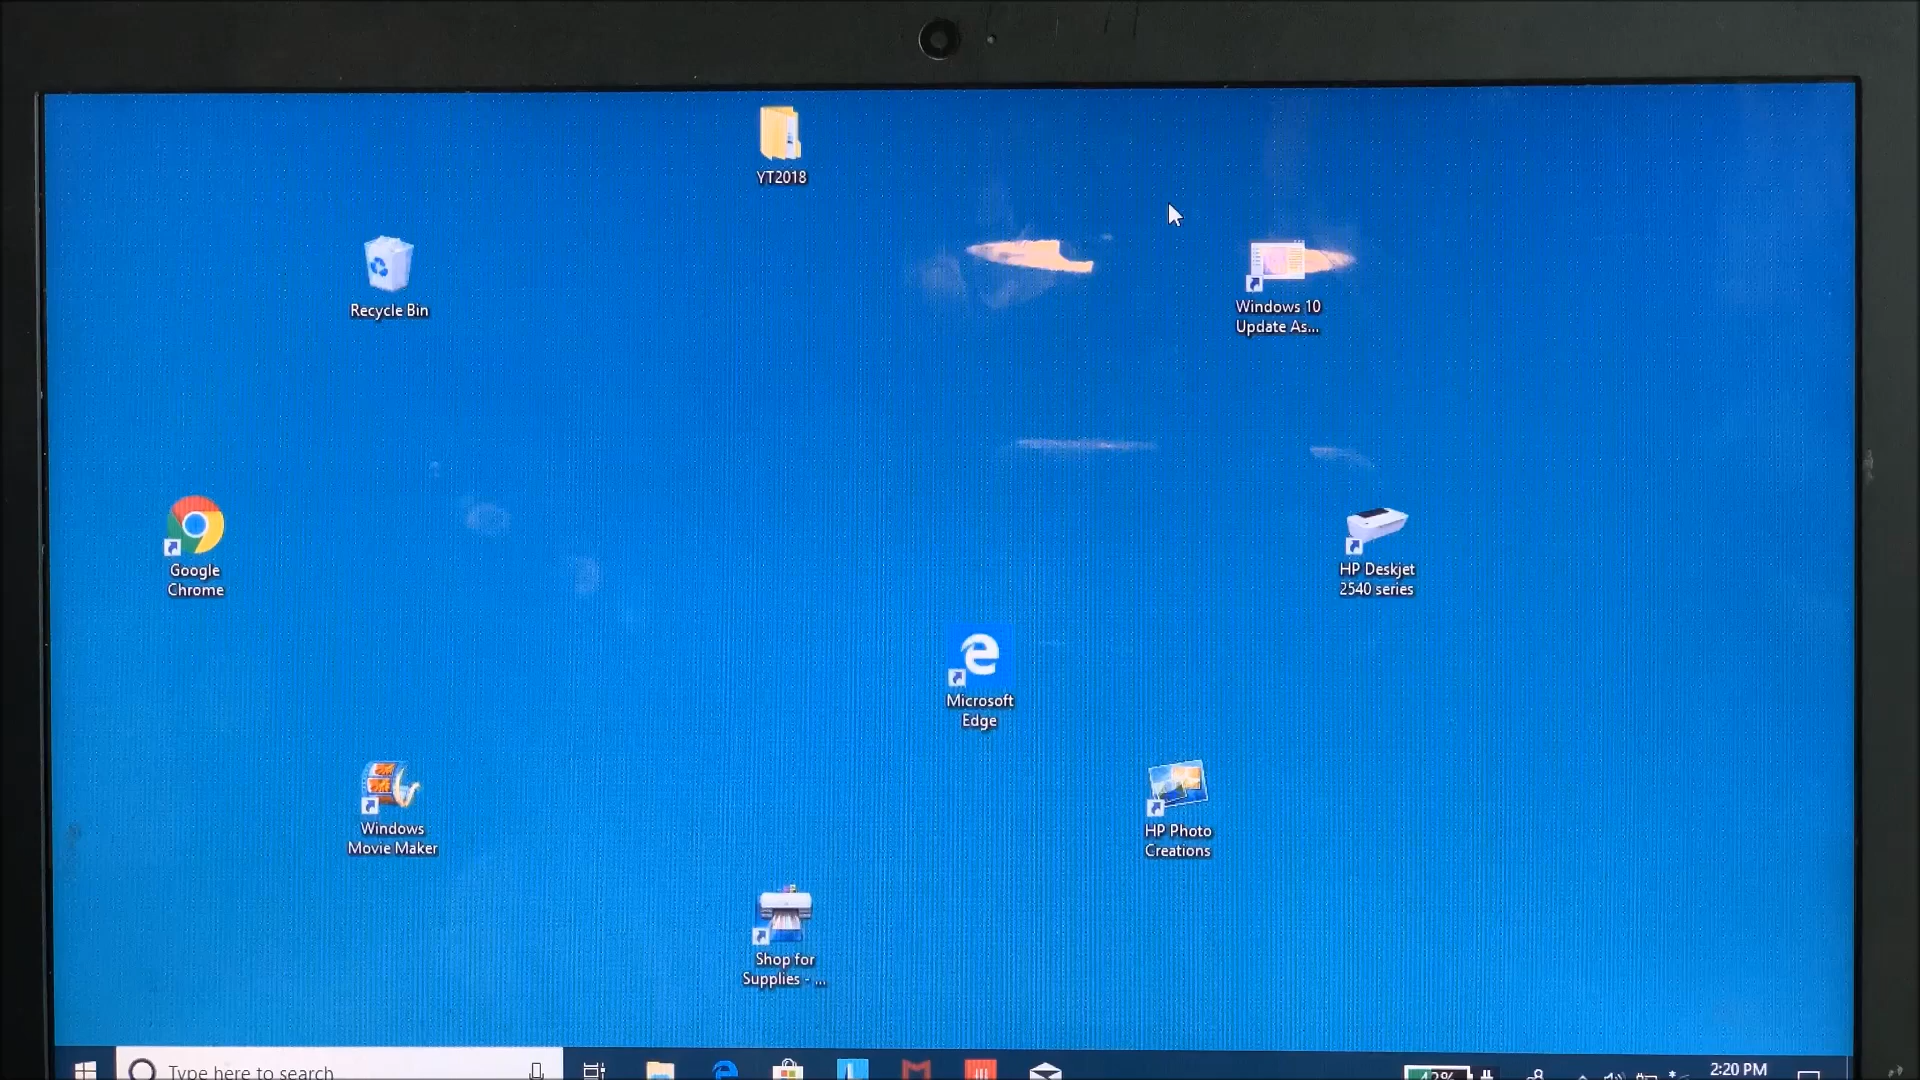 YT2018
Recycle Bin
Windows 10
Update As...
Google
Chrome
HP Deskjet
2540 series
Microsoft
Edge
Windows
Movie Maker
HP Photo
Creations
Shop for
Supplies - ...
Type here to search
42%
2:20 PM